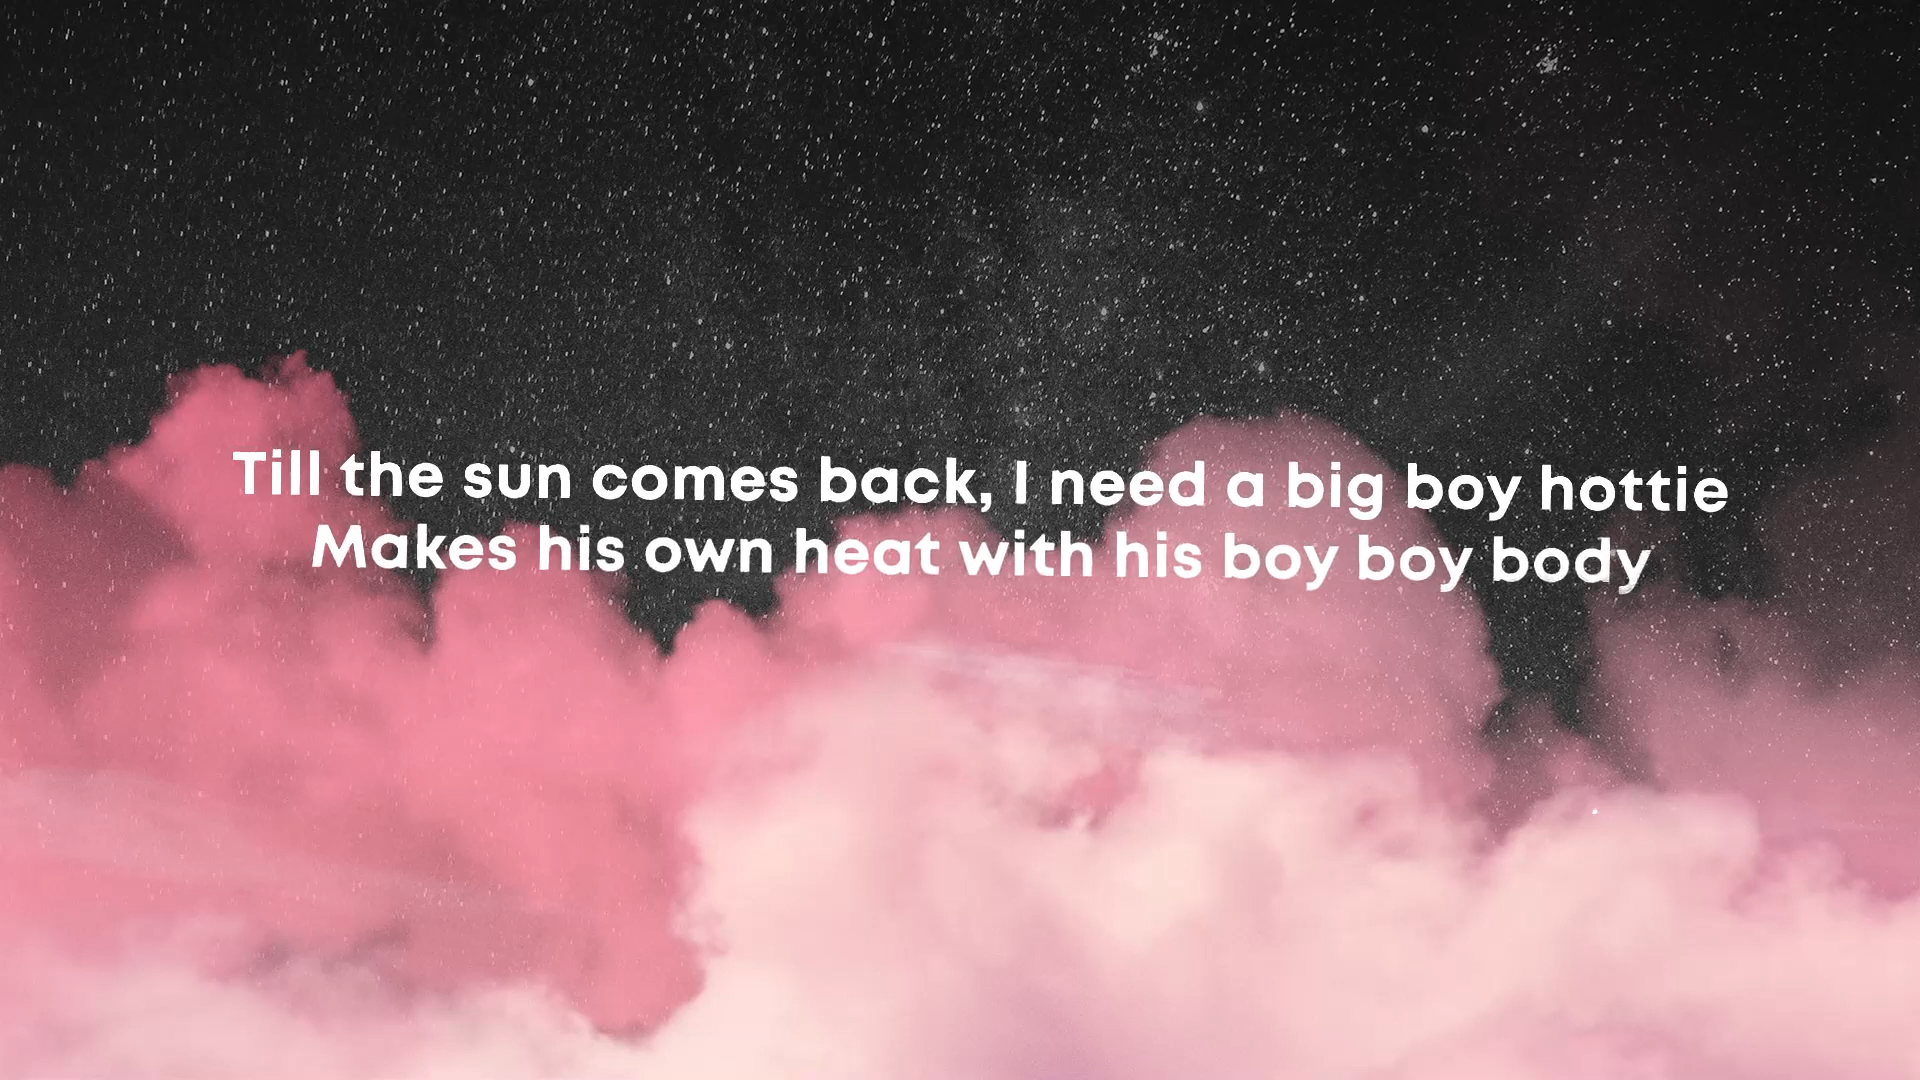 Till the sun comes back, I need a big boy hottie
Makes his own heat with his boy boy body